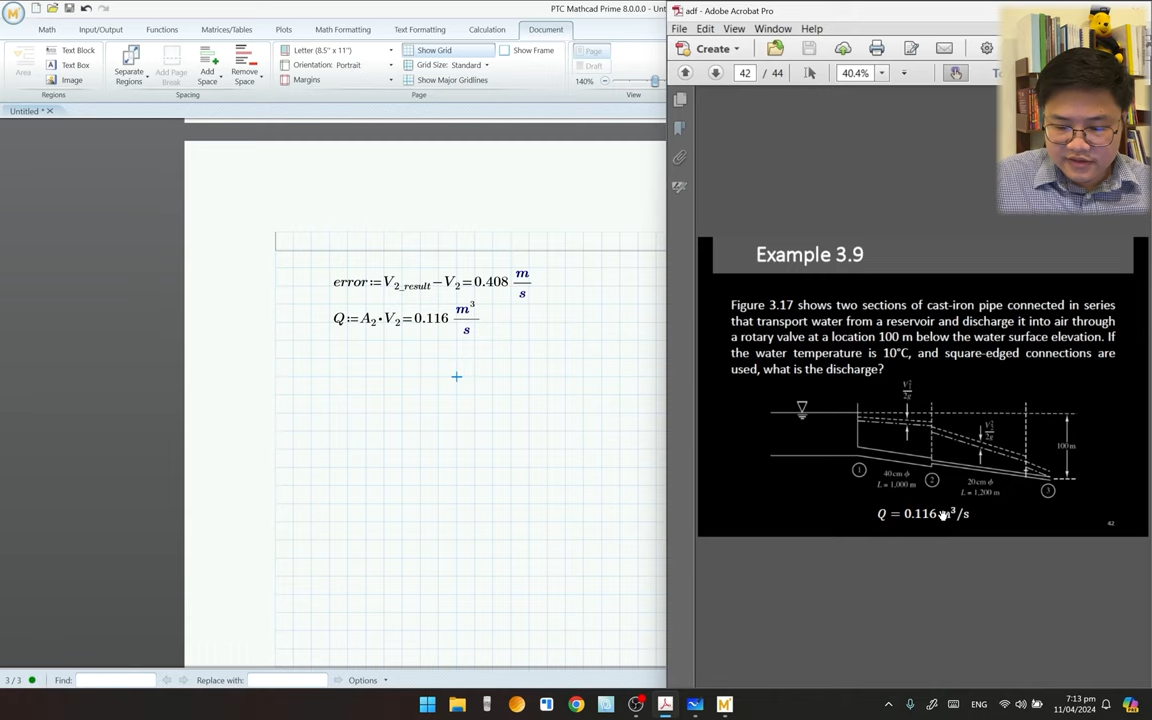 PTC Mathcad Prime 8.0.0.0 -
Math Input/Output Functions Matrices/Tables Plots Math Formatting Text Formatting Calculation Document
Area
Text Block
Text Box
Image
Regions
Separate Regions
Add Page Break
Add Space
Remove Space
Spacing
Letter (8.5" x 11")
Orientation: Portrait
Margins
Show Grid
Show Frame
Grid Size: Standard
Show Major Gridlines
Page
Page
Draft
140%
View
Untitled *
error:=V2_result−V2=0.408 m/s
Q:=A2•V2=0.116 m³/s
3 / 3 Find: Replace with: Options
adf - Adobe Acrobat Pro
File Edit View Window Help
Create
42 / 44 40.4%
Example 3.9
Figure 3.17 shows two sections of cast-iron pipe connected in series
that transport water from a reservoir and discharge it into air through
a rotary valve at a location 100 m below the water surface elevation. If
the water temperature is 10°C, and square-edged connections are
used, what is the discharge?
2g
2g
100 m
1
40cm ϕ
L = 1,000 m
2
20cm ϕ
L = 1,200 m
3
Q = 0.116 m³/s
42
ENG
7:13 pm
11/04/2024